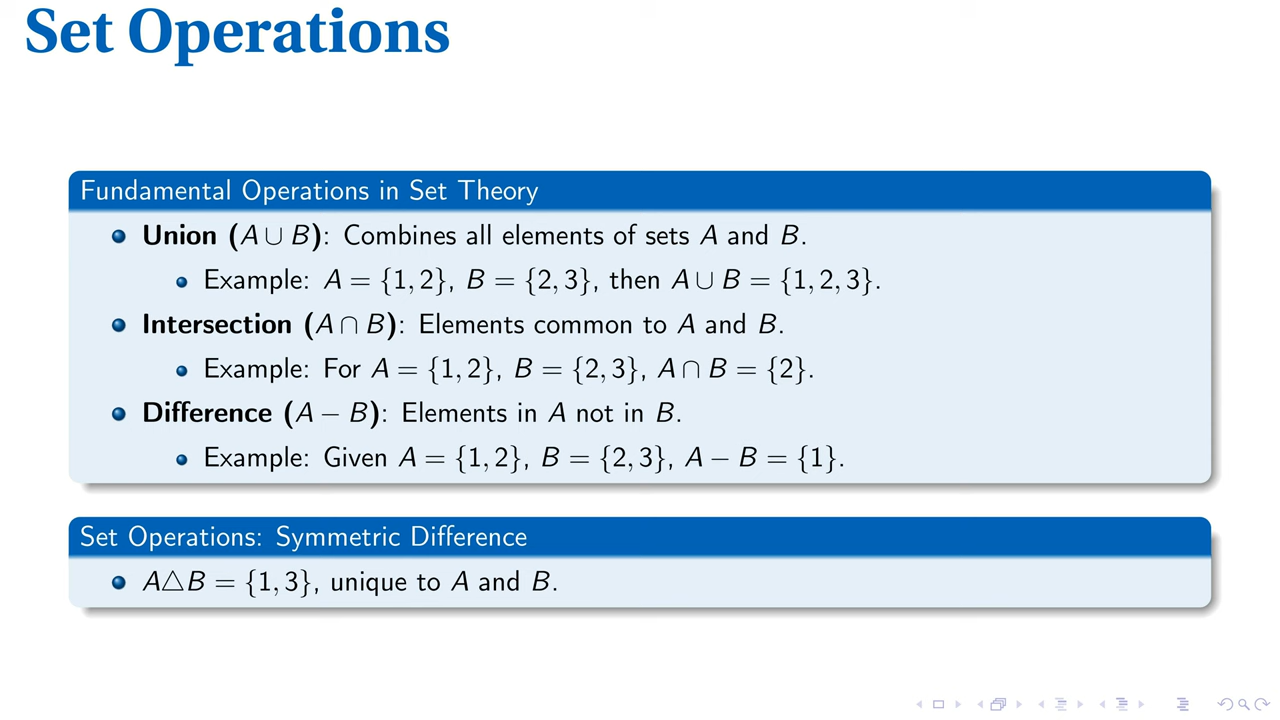 Set Operations
Fundamental Operations in Set Theory
Union (A ∪ B): Combines all elements of sets A and B.
Example: A = {1, 2}, B = {2, 3}, then A ∪ B = {1, 2, 3}.
Intersection (A ∩ B): Elements common to A and B.
Example: For A = {1, 2}, B = {2, 3}, A ∩ B = {2}.
Difference (A − B): Elements in A not in B.
Example: Given A = {1, 2}, B = {2, 3}, A − B = {1}.
Set Operations: Symmetric Difference
A△B = {1, 3}, unique to A and B.